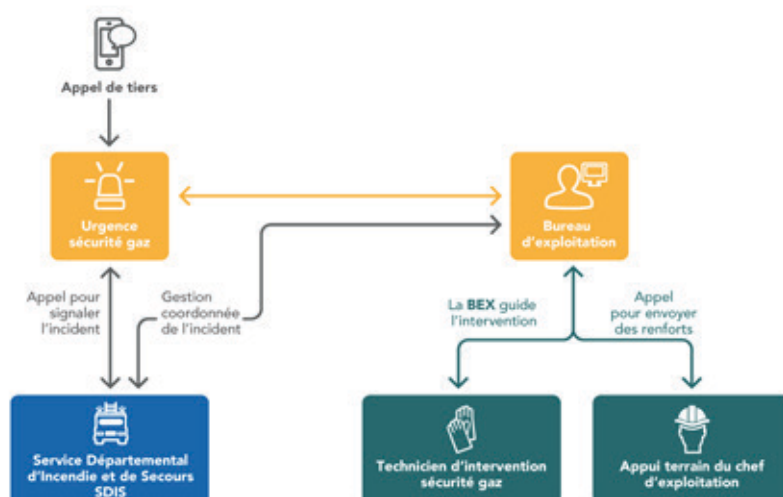 Appel de tiers
Urgence
sécurité gaz
Bureau
d'exploitation
Appel pour
signaler
l'incident
Gestion
coordonnée
de l'incident
La BEX guide
l'intervention
Appel
pour envoyer
des renforts
Service Départemental
d'Incendie et de Secours
SDIS
Technicien d'intervention
sécurité gaz
Appui terrain du chef
d'exploitation